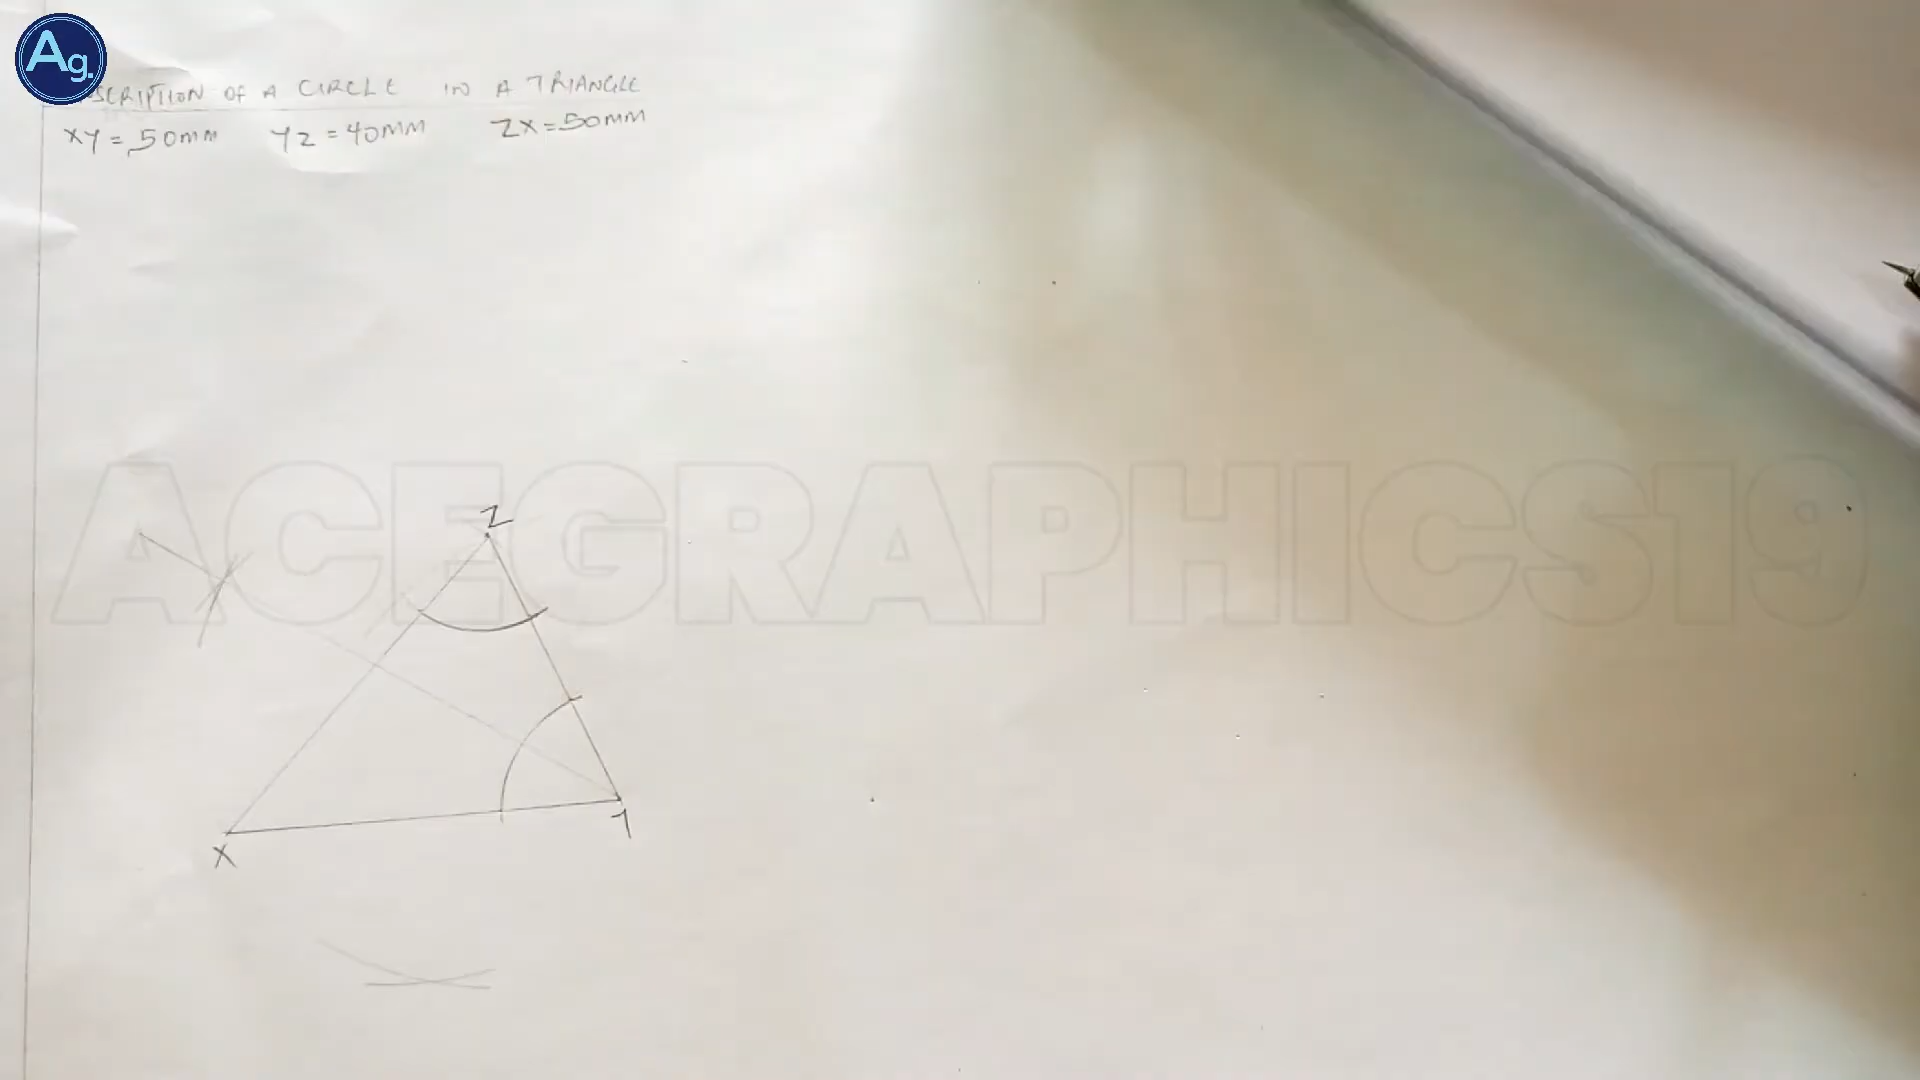 Ag.
SCRIPTION OF A CIRCLE IN A TRIANGLE
XY = 50mm YZ = 40mm ZX = 50mm
ACEGRAPHICS19
Z
X
Y